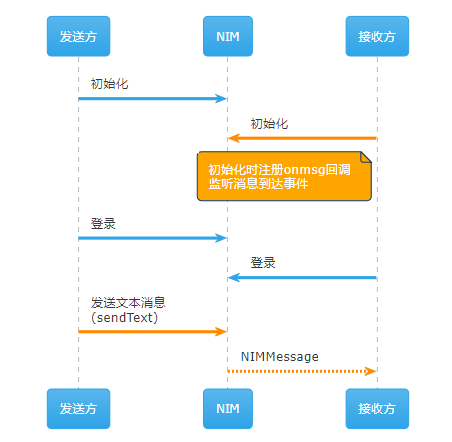 发送方
NIM
接收方
初始化
初始化
初始化时注册onmsg回调
监听消息到达事件
登录
登录
发送文本消息
（sendText）
NIMMessage
发送方
NIM
接收方